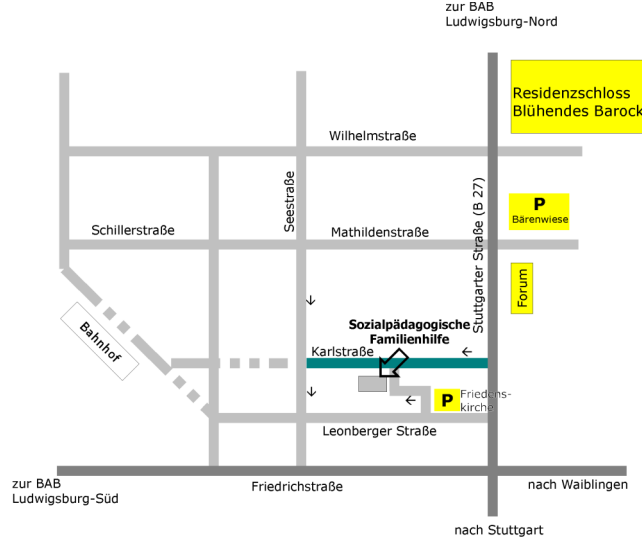 zur BAB
Ludwigsburg-Nord
Residenzschloss
Blühendes Barock
Wilhelmstraße
Stuttgarter Straße (B 27)
Seestraße
P
Bärenwiese
Schillerstraße
Mathildenstraße
Forum
Bahnhof
Sozialpädagogische
Familienhilfe
Karlstraße
P
Friedens-
kirche
Leonberger Straße
zur BAB
Ludwigsburg-Süd
Friedrichstraße
nach Waiblingen
nach Stuttgart